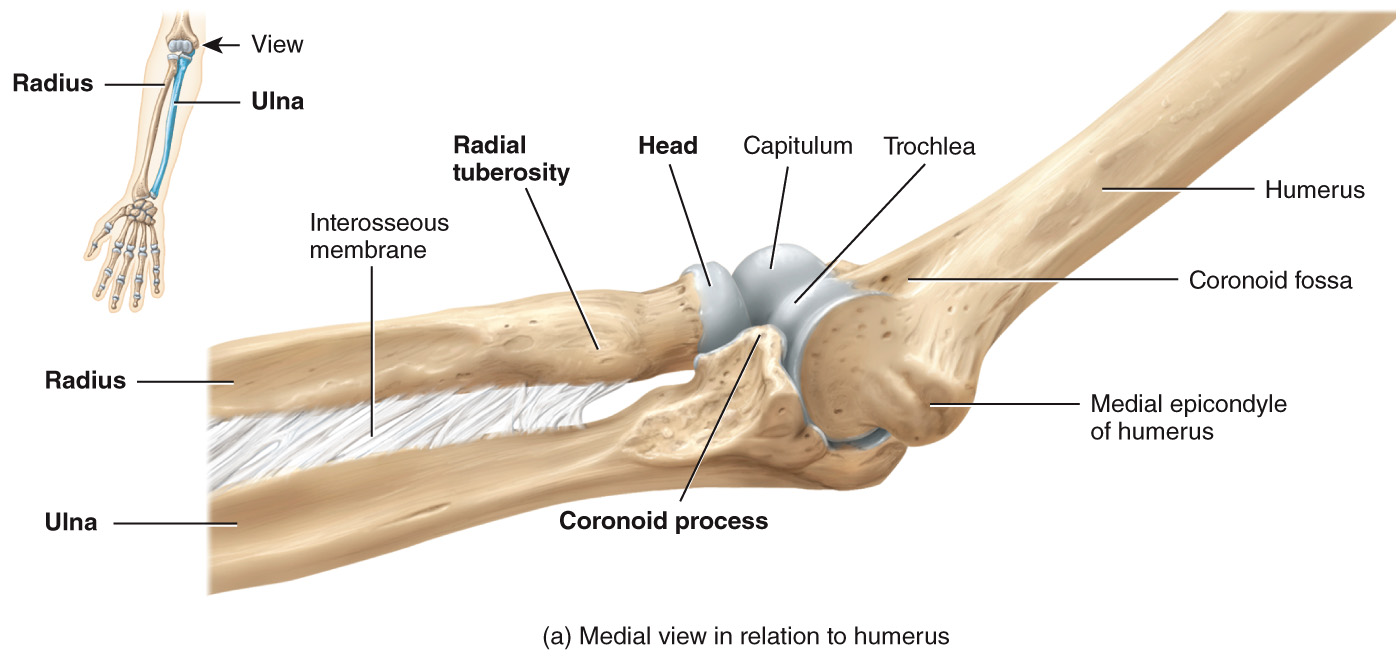 View
Radius
Ulna
Radial
tuberosity
Head
Capitulum
Trochlea
Interosseous
membrane
Humerus
Coronoid fossa
Radius
Medial epicondyle
of humerus
Ulna
Coronoid process
(a) Medial view in relation to humerus